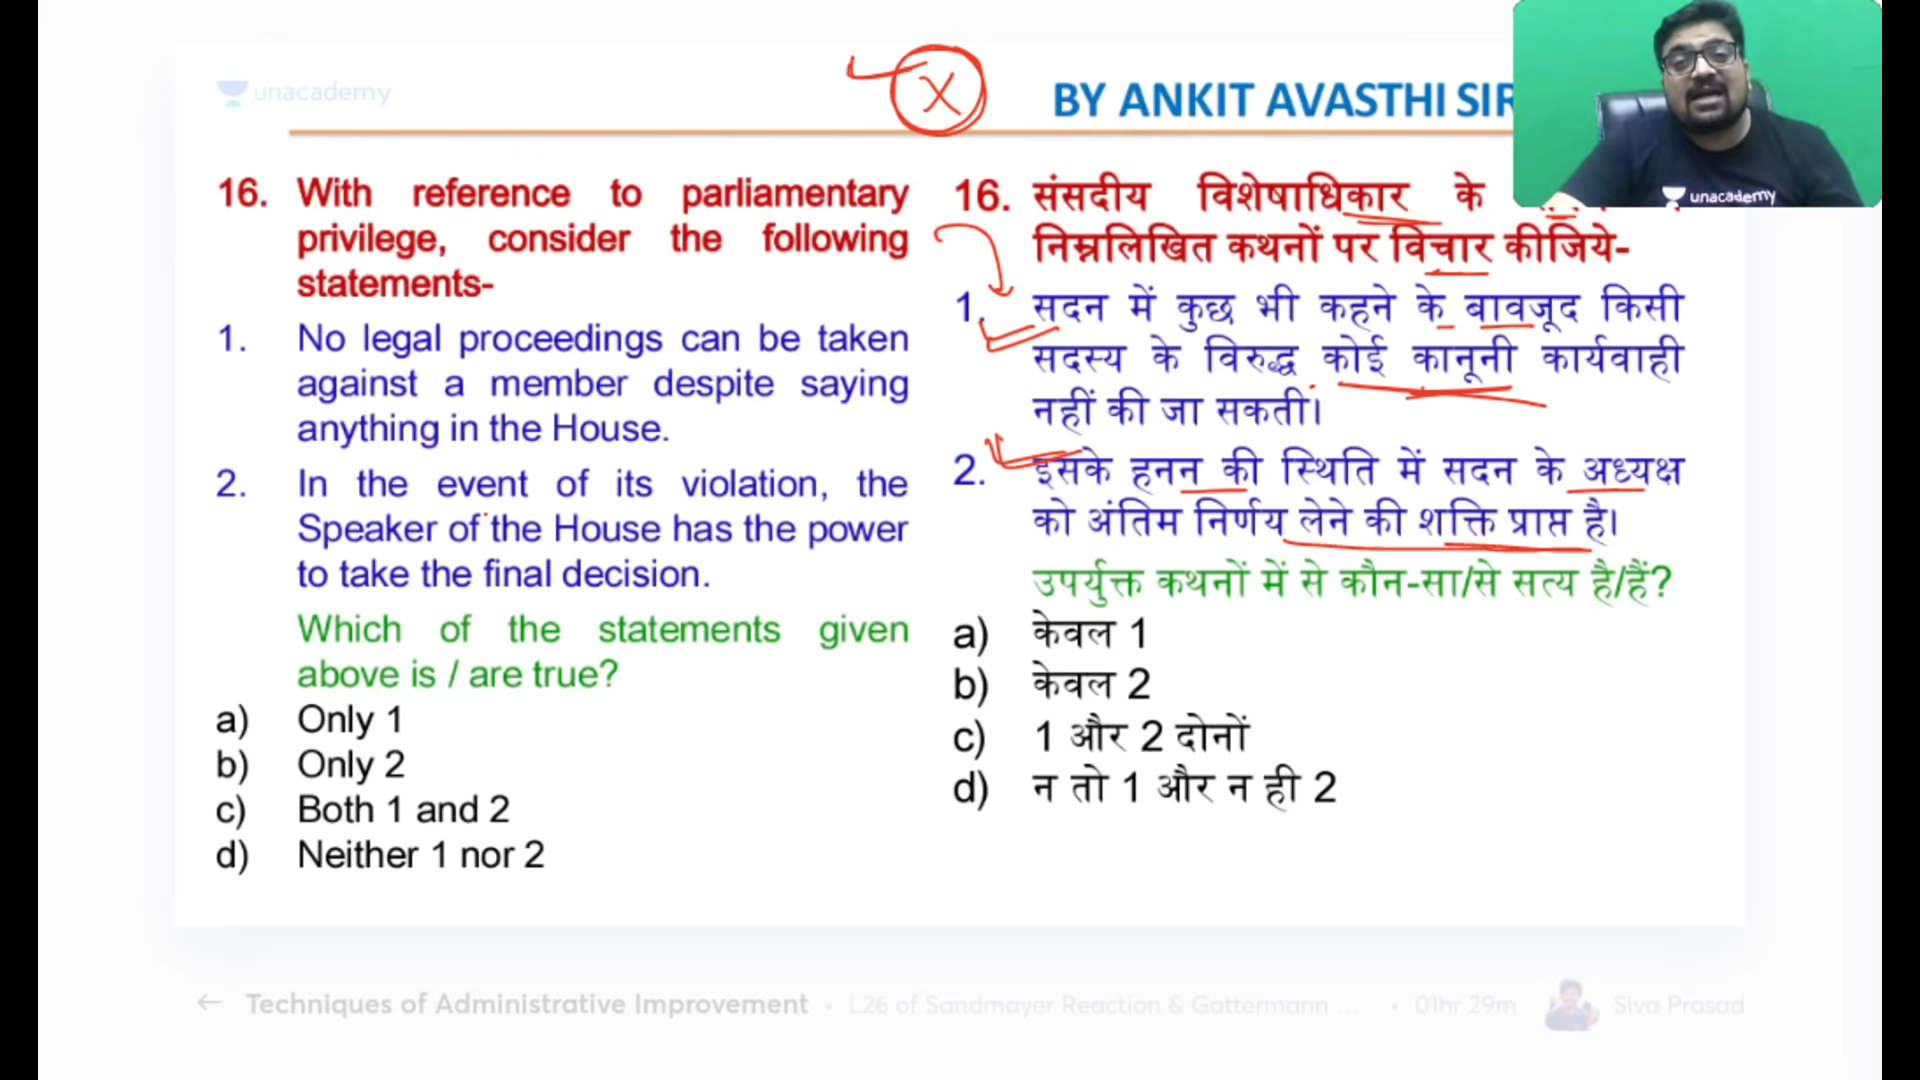 unacademy
X
BY ANKIT AVASTHI SIR
unacademy
16. With reference to parliamentary
privilege, consider the following
statements-
1. No legal proceedings can be taken
against a member despite saying
anything in the House.
2. In the event of its violation, the
Speaker of the House has the power
to take the final decision.
Which of the statements given
above is / are true?
a) Only 1
b) Only 2
c) Both 1 and 2
d) Neither 1 nor 2
16. संसदीय विशेषाधिकार के
निम्नलिखित कथनों पर विचार कीजिये-
1. सदन में कुछ भी कहने के बावजूद किसी
सदस्य के विरुद्ध कोई कानूनी कार्यवाही
नहीं की जा सकती।
2. इसके हनन की स्थिति में सदन के अध्यक्ष
को अंतिम निर्णय लेने की शक्ति प्राप्त है।
उपर्युक्त कथनों में से कौन-सा/से सत्य है/हैं?
a) केवल 1
b) केवल 2
c) 1 और 2 दोनों
d) न तो 1 और न ही 2
Techniques of Administrative Improvement • L26 of Sandmayer Reaction & Gattermann ... • 01hr 29m Siva Prasad